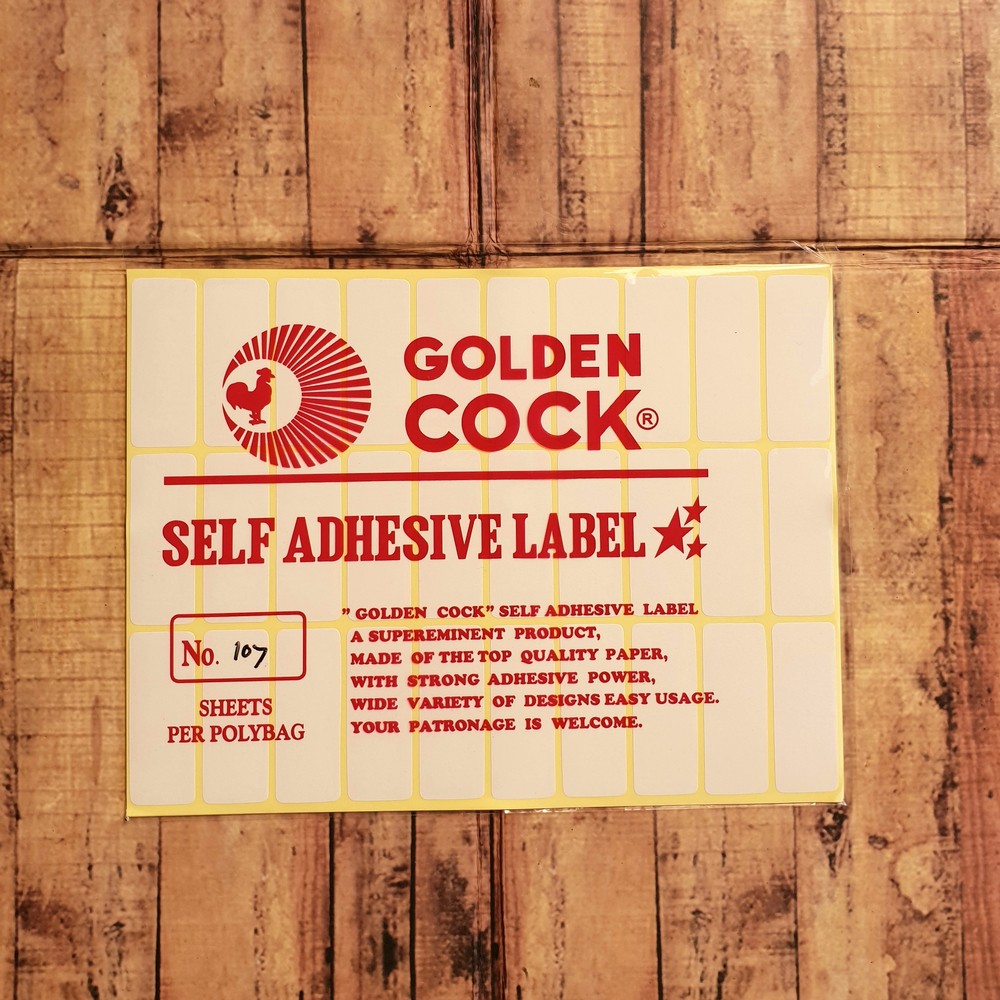 GOLDEN
COCK®
SELF ADHESIVE LABEL
" GOLDEN COCK" SELF ADHESIVE LABEL
A SUPEREMINENT PRODUCT,
MADE OF THE TOP QUALITY PAPER,
WITH STRONG ADHESIVE POWER,
WIDE VARIETY OF DESIGNS EASY USAGE.
YOUR PATRONAGE IS WELCOME.
No. 107
SHEETS
PER POLYBAG